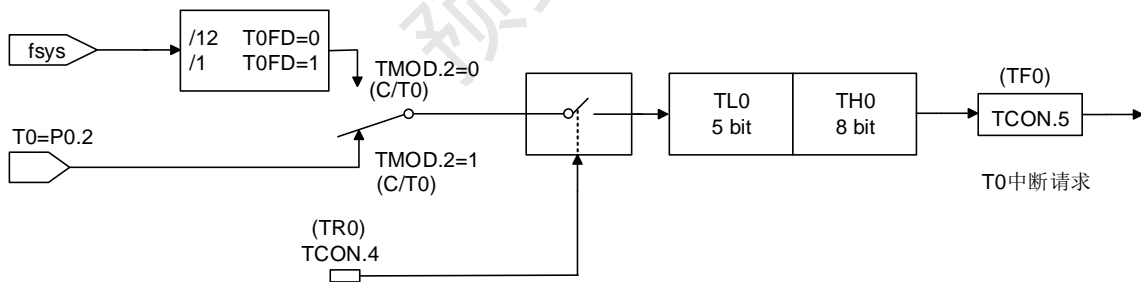 预
fsys
/12 T0FD=0
/1 T0FD=1
TMOD.2=0
(C/T0)
T0=P0.2
TMOD.2=1
(C/T0)
(TR0)
TCON.4
TL0
5 bit
TH0
8 bit
(TF0)
TCON.5
T0中断请求